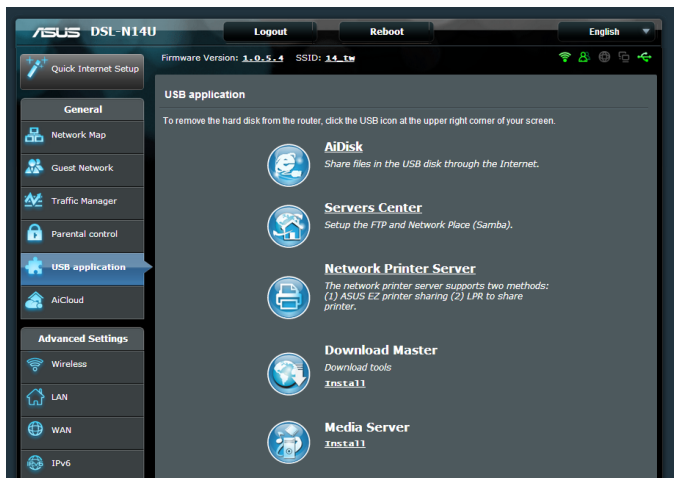 ASUS DSL-N14U
Logout
Reboot
English
Quick Internet Setup
Firmware Version: 1.0.5.4 SSID: 14_tw
General
Network Map
Guest Network
Traffic Manager
Parental control
USB application
AiCloud
Advanced Settings
Wireless
LAN
WAN
IPv6
USB application
To remove the hard disk from the router, click the USB icon at the upper right corner of your screen.
AiDisk
Share files in the USB disk through the Internet.
Servers Center
Setup the FTP and Network Place (Samba).
Network Printer Server
The network printer server supports two methods:
(1) ASUS EZ printer sharing (2) LPR to share
printer.
Download Master
Download tools
Install
Media Server
Install